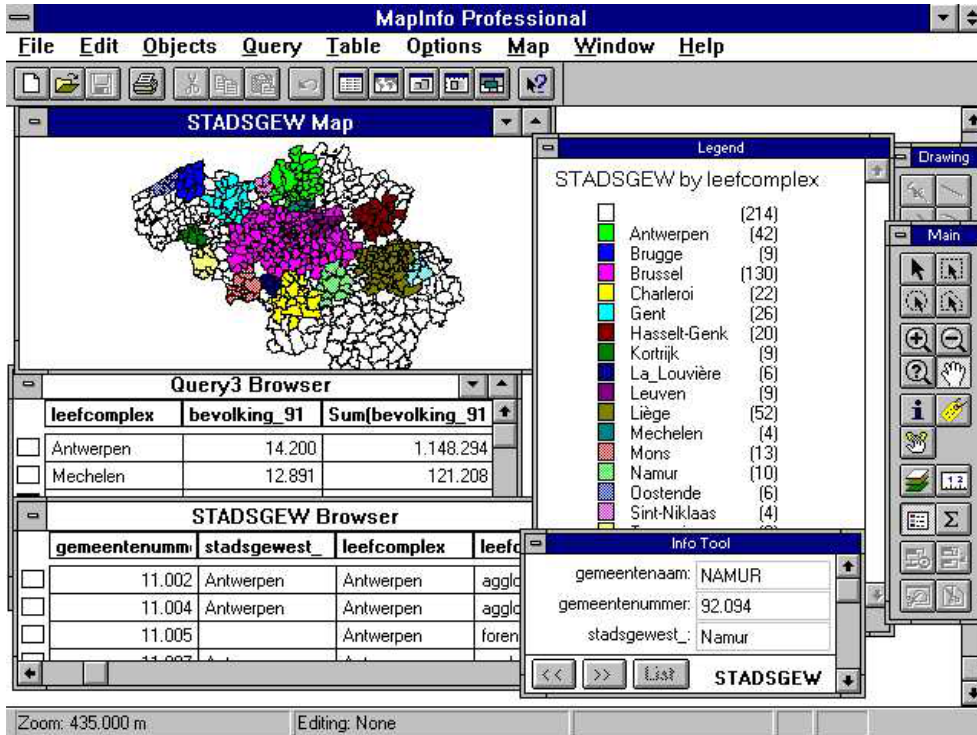 MapInfo Professional
File Edit Objects Query Table Options Map Window Help
STADSGEW Map
Legend
STADSGEW by leefcomplex
(214)
Antwerpen (42)
Brugge (9)
Brussel (130)
Charleroi (22)
Gent (26)
Hasselt-Genk (20)
Kortrijk (9)
La_Louvière (6)
Leuven (9)
Liège (52)
Mechelen (4)
Mons (13)
Namur (10)
Oostende (6)
Sint-Niklaas (4)
Drawing
Main
Query3 Browser
leefcomplex bevolking_91 Sum(bevolking_91
Antwerpen 14.200 1.148.294
Mechelen 12.891 121.208
STADSGEW Browser
gemeentenumm stadsgewest_ leefcomplex leefc
11.002 Antwerpen Antwerpen agglo
11.004 Antwerpen Antwerpen agglo
11.005 Antwerpen foren
Info Tool
gemeentenaam: NAMUR
gemeentenummer: 92.094
stadsgewest_: Namur
<< >> List STADSGEW
Zoom: 435.000 m Editing: None